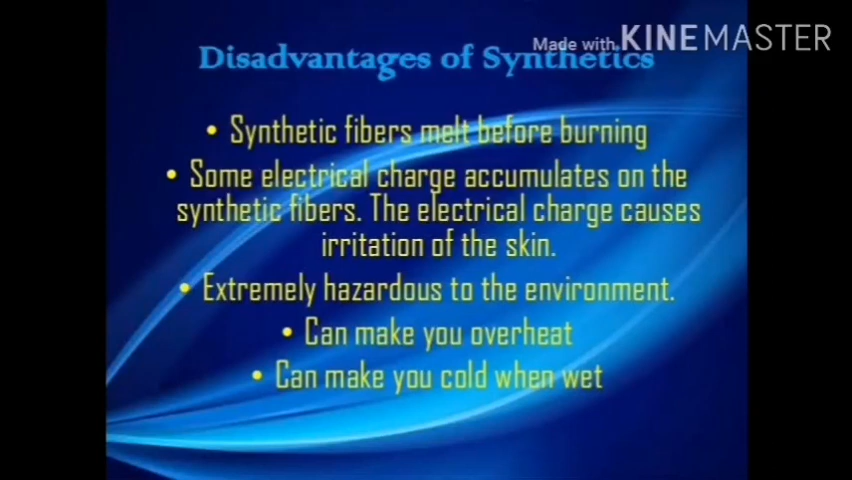 Made with KINEMASTER
Disadvantages of Synthetics
• Synthetic fibers melt before burning
• Some electrical charge accumulates on the
synthetic fibers. The electrical charge causes
irritation of the skin.
• Extremely hazardous to the environment.
• Can make you overheat
• Can make you cold when wet